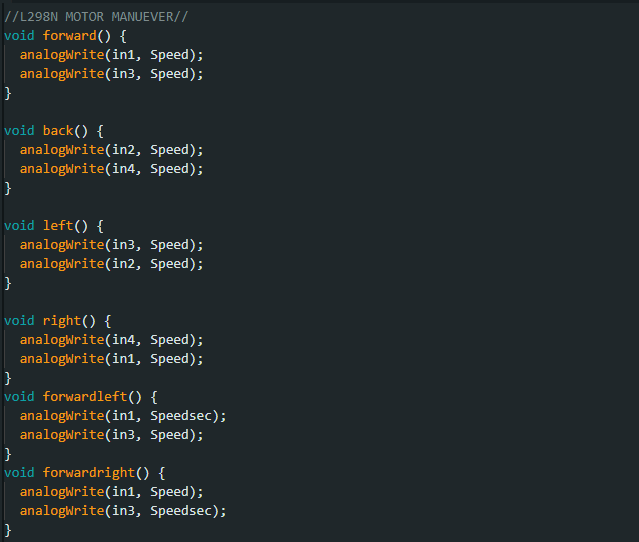 //L298N MOTOR MANUEVER//
void forward() {
  analogWrite(in1, Speed);
  analogWrite(in3, Speed);
}

void back() {
  analogWrite(in2, Speed);
  analogWrite(in4, Speed);
}

void left() {
  analogWrite(in3, Speed);
  analogWrite(in2, Speed);
}

void right() {
  analogWrite(in4, Speed);
  analogWrite(in1, Speed);
}
void forwardleft() {
  analogWrite(in1, Speedsec);
  analogWrite(in3, Speed);
}
void forwardright() {
  analogWrite(in1, Speed);
  analogWrite(in3, Speedsec);
}